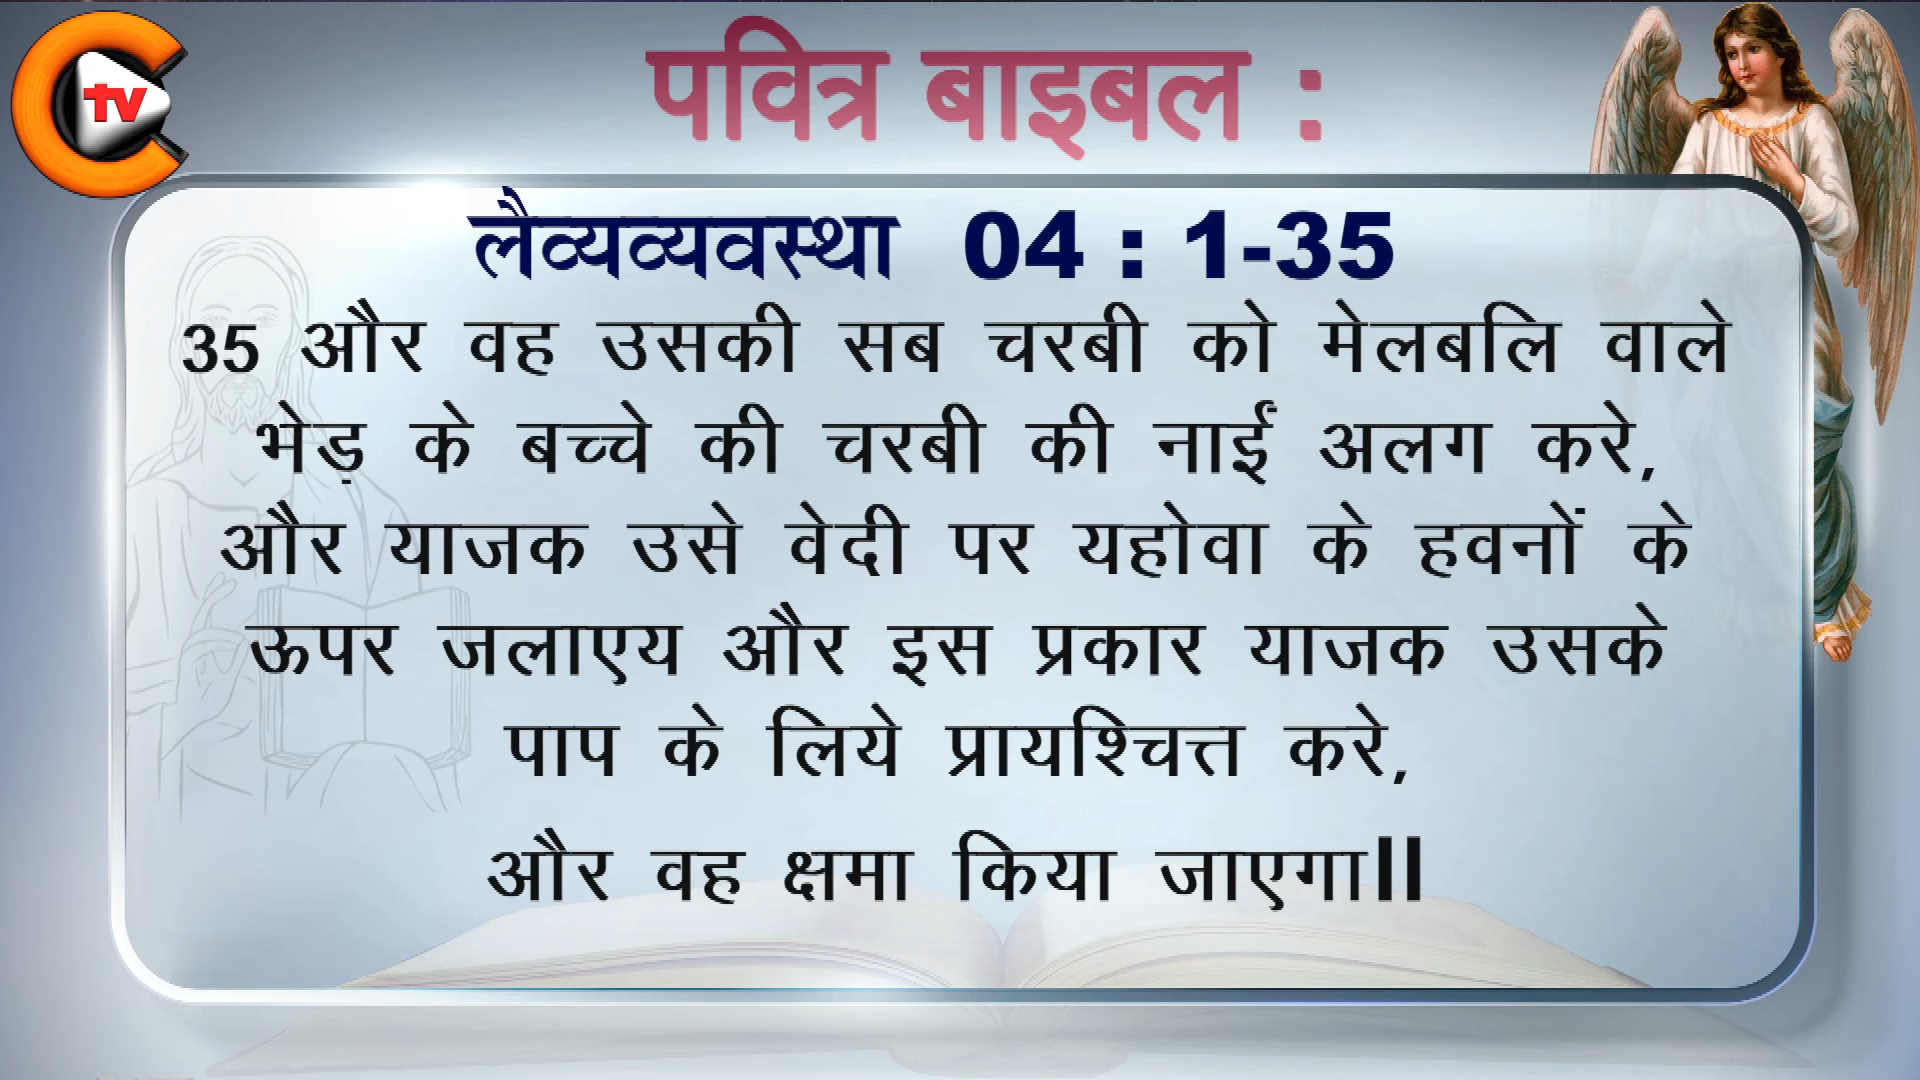 tv
पवित्र बाइबल :
लैव्यव्यवस्था 04 : 1-35
35 और वह उसकी सब चरबी को मेलबलि वाले
भेड़ के बच्चे की चरबी की नाईं अलग करे,
और याजक उसे वेदी पर यहोवा के हवनों के
ऊपर जलाएय और इस प्रकार याजक उसके
पाप के लिये प्रायश्चित्त करे,
और वह क्षमा किया जाएगा॥